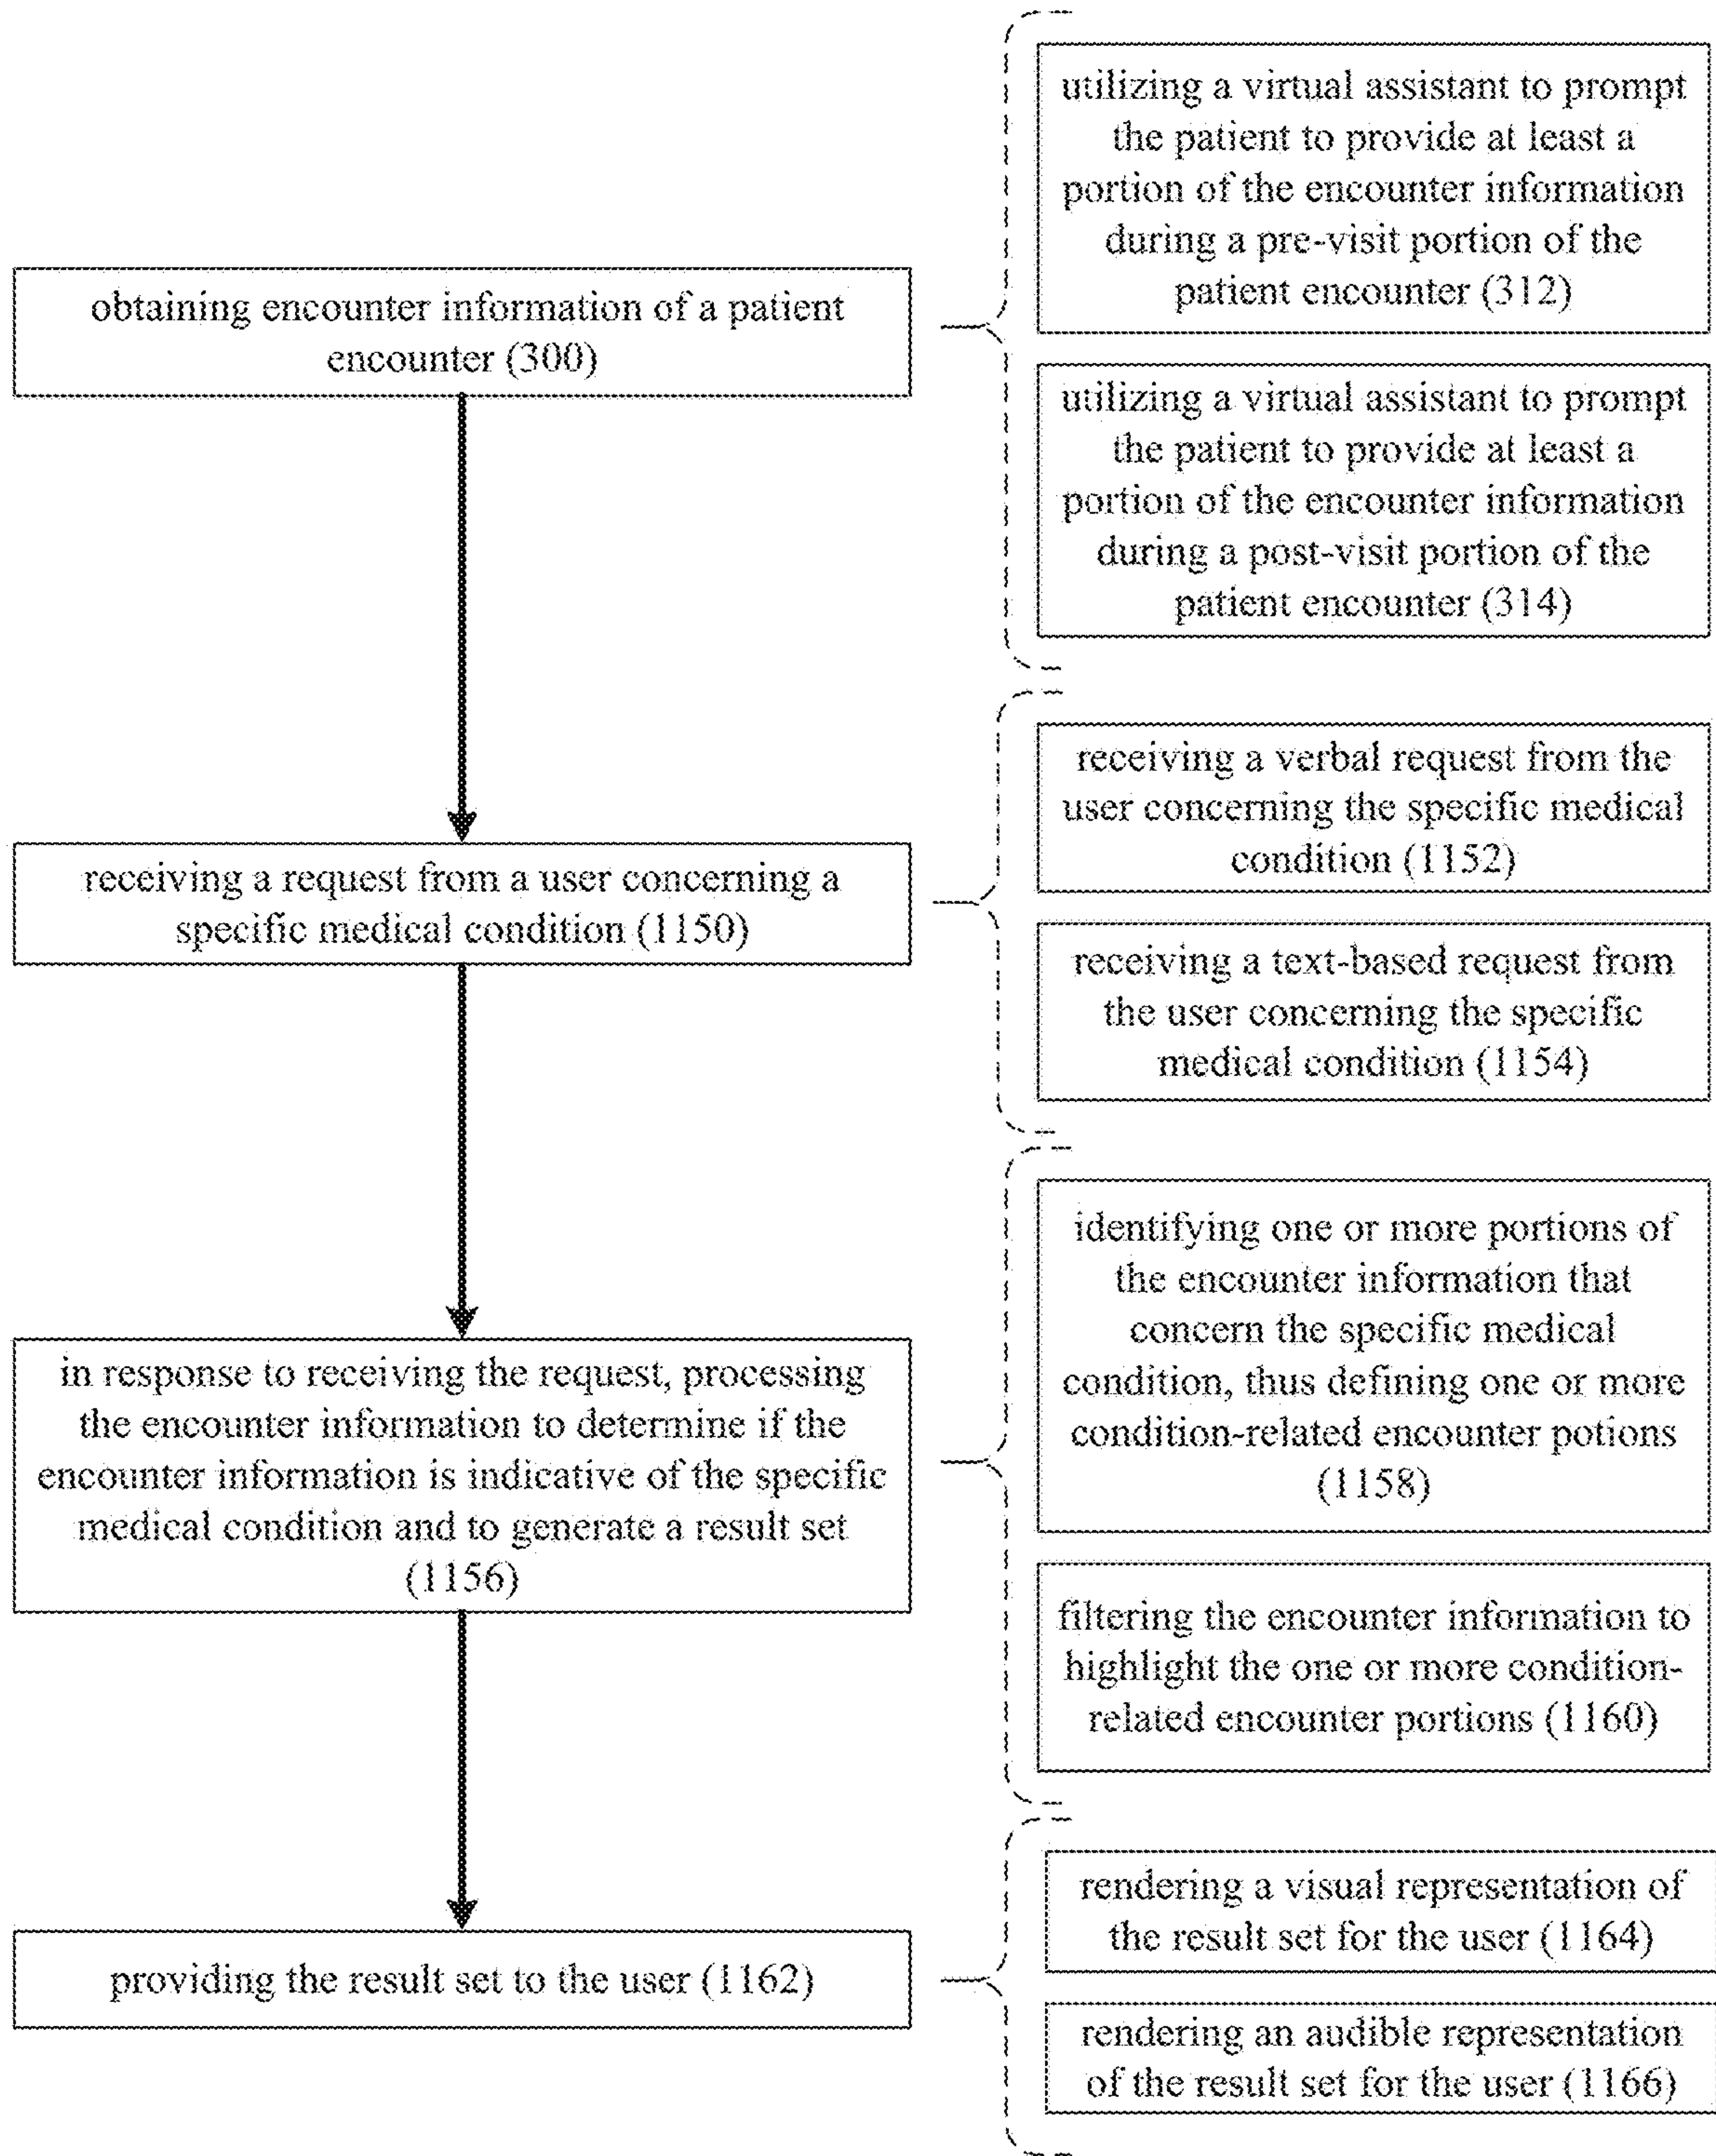 utilizing a virtual assistant to prompt
the patient to provide at least a
portion of the encounter information
during a pre-visit portion of the
patient encounter (312)
obtaining encounter information of a patient
encounter (300)
utilizing a virtual assistant to prompt
the patient to provide at least a
portion of the encounter information
during a post-visit portion of the
patient encounter (314)
receiving a verbal request from the
user concerning the specific medical
condition (1152)
receiving a request from a user concerning a
specific medical condition (1150)
receiving a text-based request from
the user concerning the specific
medical condition (1154)
identifying one or more portions of
the encounter information that
concern the specific medical
condition, thus defining one or more
condition-related encounter potions
(1158)
in response to receiving the request, processing
the encounter information to determine if the
encounter information is indicative of the specific
medical condition and to generate a result set
(1156)
filtering the encounter information to
highlight the one or more condition-
related encounter portions (1160)
rendering a visual representation of
the result set for the user (1164)
providing the result set to the user (1162)
rendering an audible representation
of the result set for the user (1166)